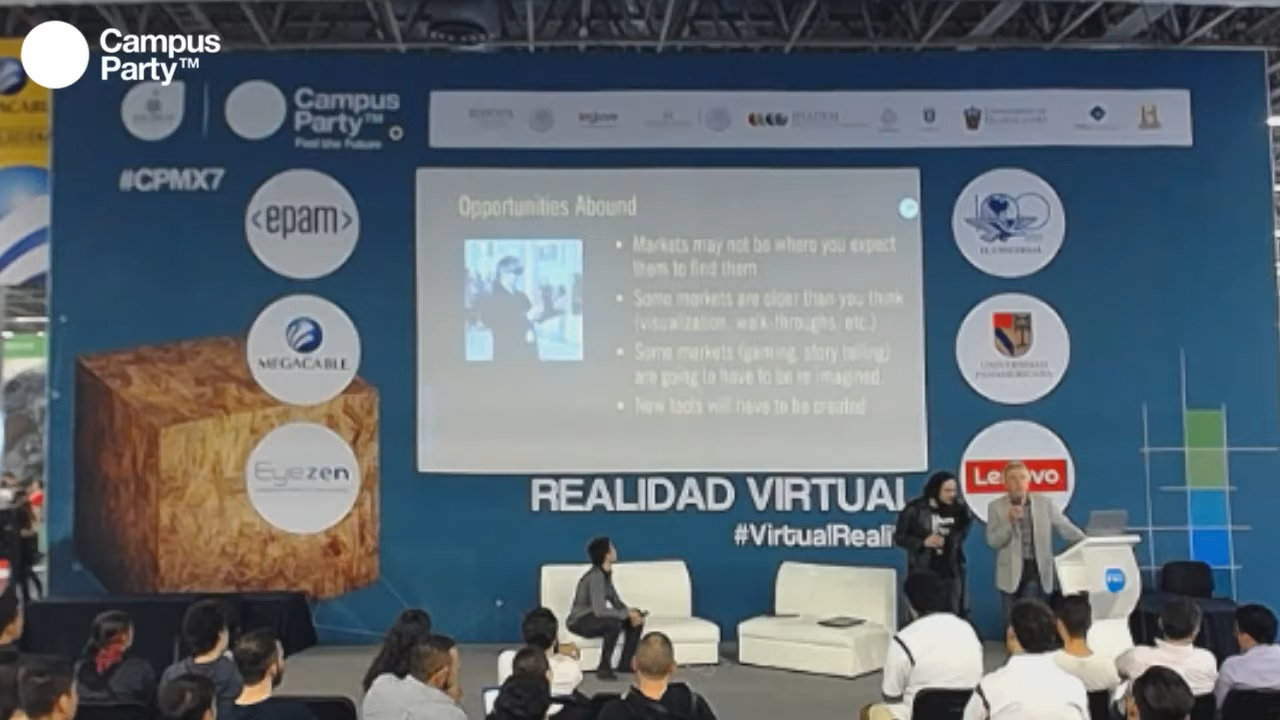 Campus
Party™
Campus
Party™
Feel the Future
#CPMX7
<epam>
MEGACABLE
Eyezen
Opportunities Abound
• Markets may not be where you expect
them to find them
• Some markets are older than you think
(visualization, walk-throughs, etc.)
• Some markets (gaming, story telling)
are going to have to be re imagined
• New tools will have to be created
EL UNIVERSAL
UNIVERSIDAD
PANAMERICANA
REALIDAD VIRTUAL
#VirtualReali